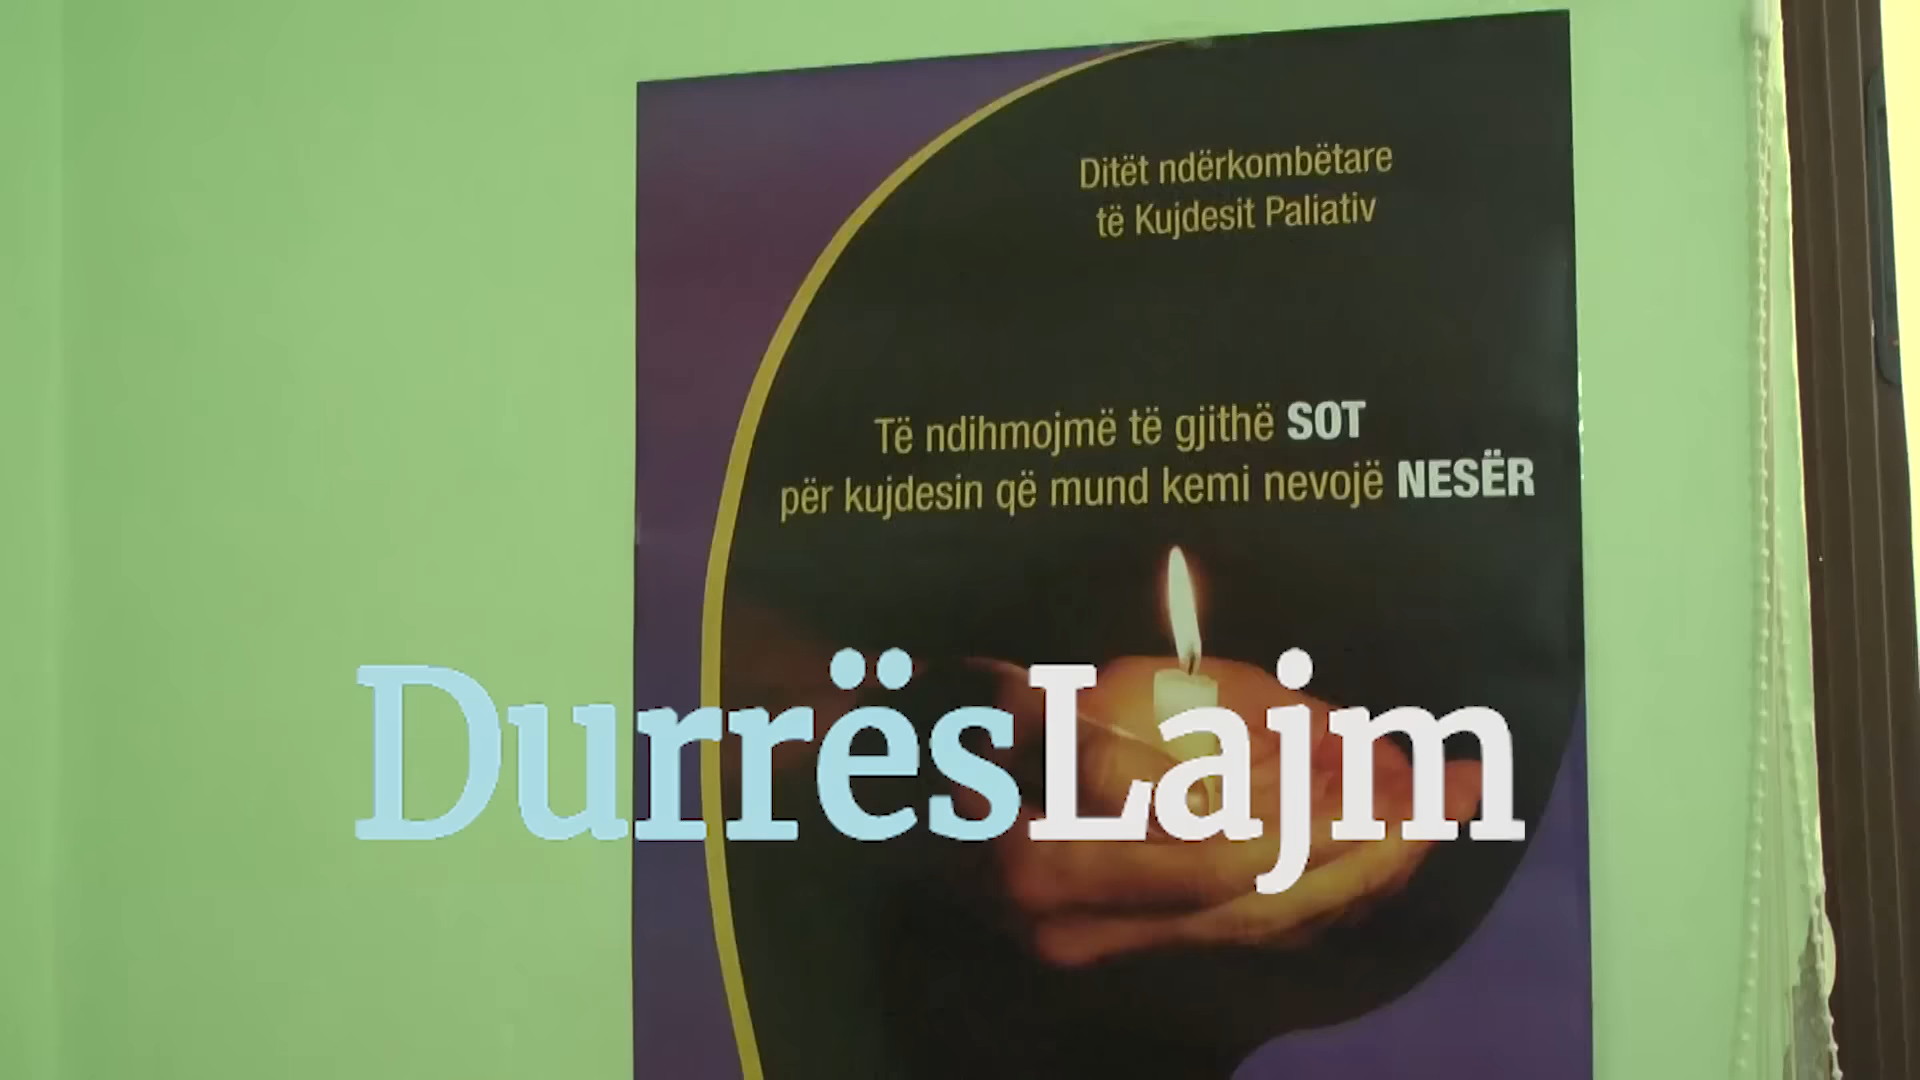 Ditët ndërkombëtare
të Kujdesit Paliativ
Të ndihmojmë të gjithë SOT
për kujdesin që mund kemi nevojë NESËR
DurrësLajm